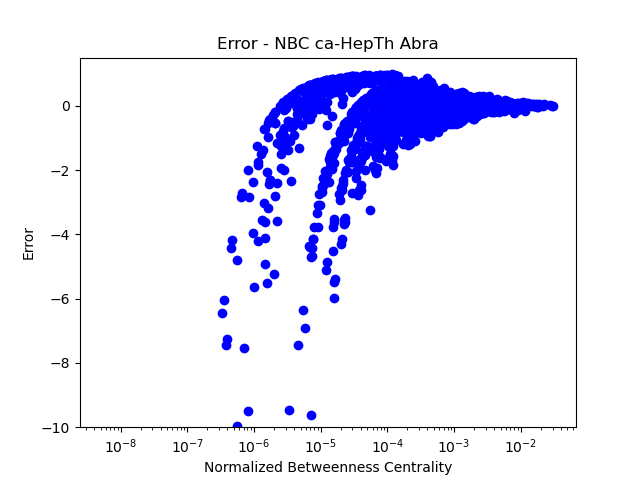 Error - NBC ca-HepTh Abra
0
−2
−4
−6
−8
−10
Error
10⁻⁸ 10⁻⁷ 10⁻⁶ 10⁻⁵ 10⁻⁴ 10⁻³ 10⁻²
Normalized Betweenness Centrality